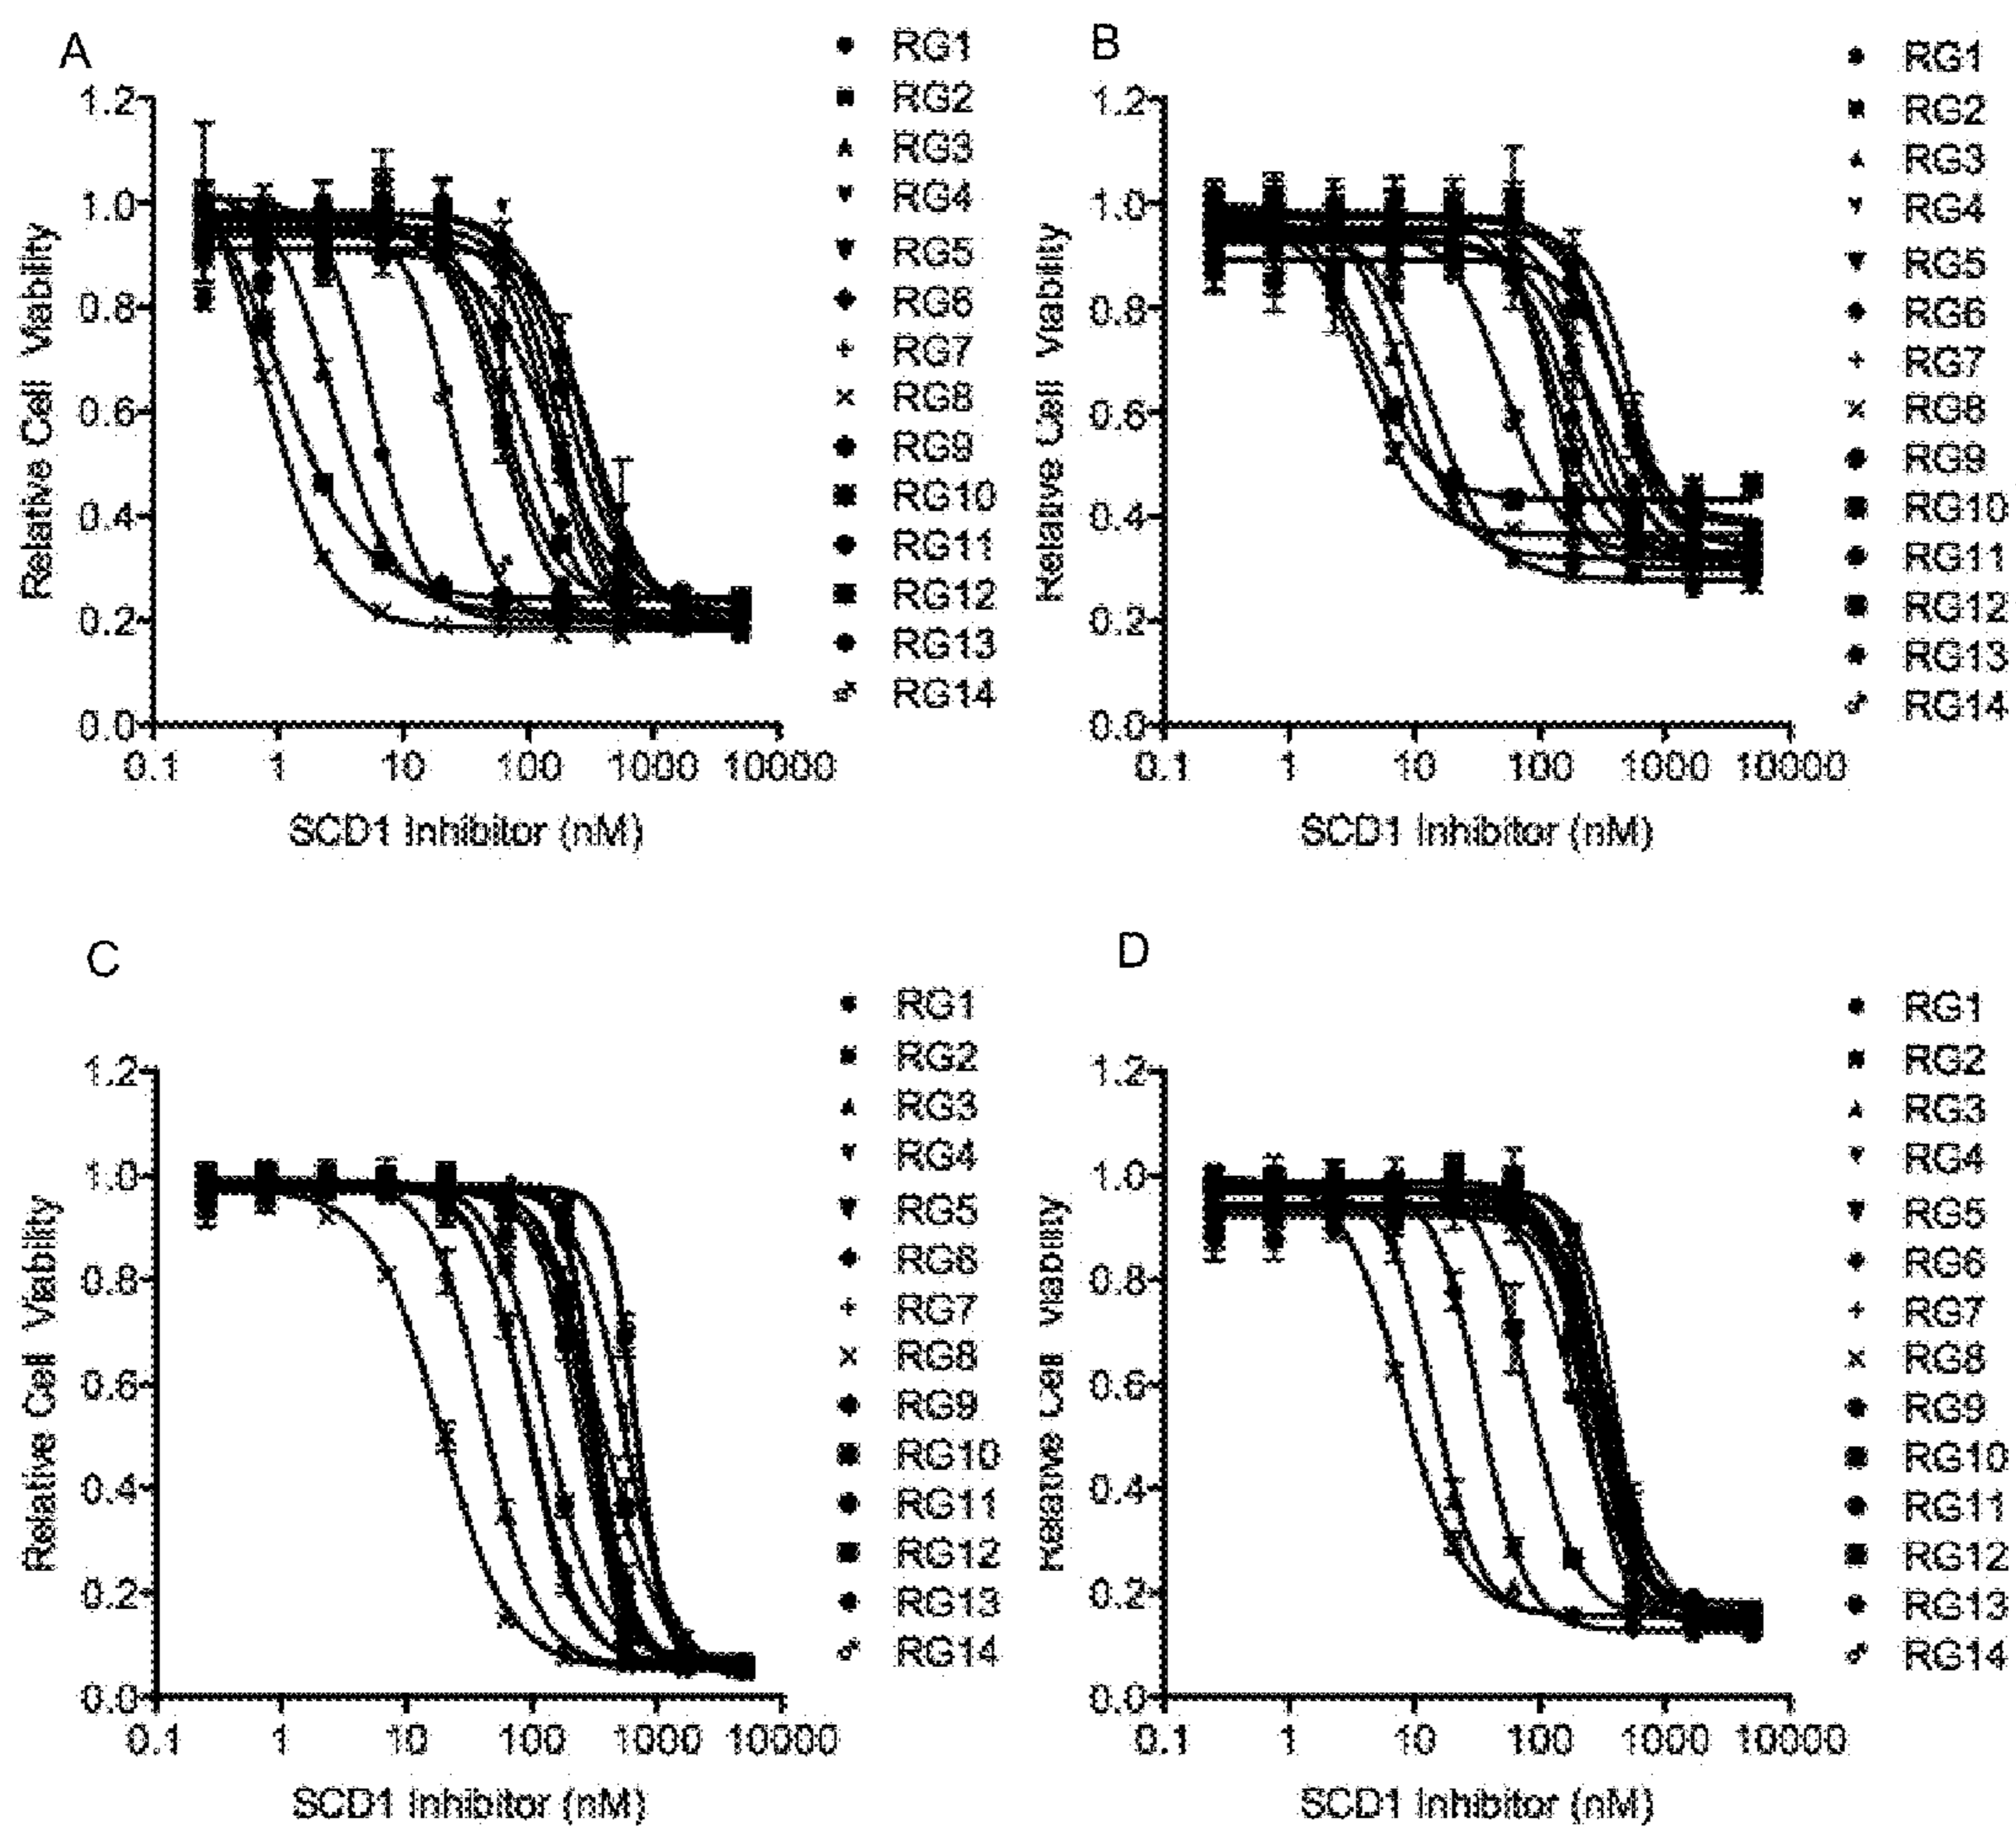 A
RG1
RG2
RG3
RG4
RG5
RG6
RG7
RG8
RG9
RG10
RG11
RG12
RG13
RG14
1.2
1.0
0.8
0.6
0.4
0.2
0.0
Relative Cell Viability
0.1 1 10 100 1000 10000
SCD1 Inhibitor (nM)
B
RG1
RG2
RG3
RG4
RG5
RG6
RG7
RG8
RG9
RG10
RG11
RG12
RG13
RG14
1.2
1.0
0.8
0.6
0.4
0.2
0.0
Relative Cell Viability
0.1 1 10 100 1000 10000
SCD1 Inhibitor (nM)
C
RG1
RG2
RG3
RG4
RG5
RG6
RG7
RG8
RG9
RG10
RG11
RG12
RG13
RG14
1.2
1.0
0.8
0.6
0.4
0.2
0.0
Relative Cell Viability
0.1 1 10 100 1000 10000
SCD1 Inhibitor (nM)
D
RG1
RG2
RG3
RG4
RG5
RG6
RG7
RG8
RG9
RG10
RG11
RG12
RG13
RG14
1.2
1.0
0.8
0.6
0.4
0.2
0.0
Relative Cell Viability
0.1 1 10 100 1000 10000
SCD1 Inhibitor (nM)